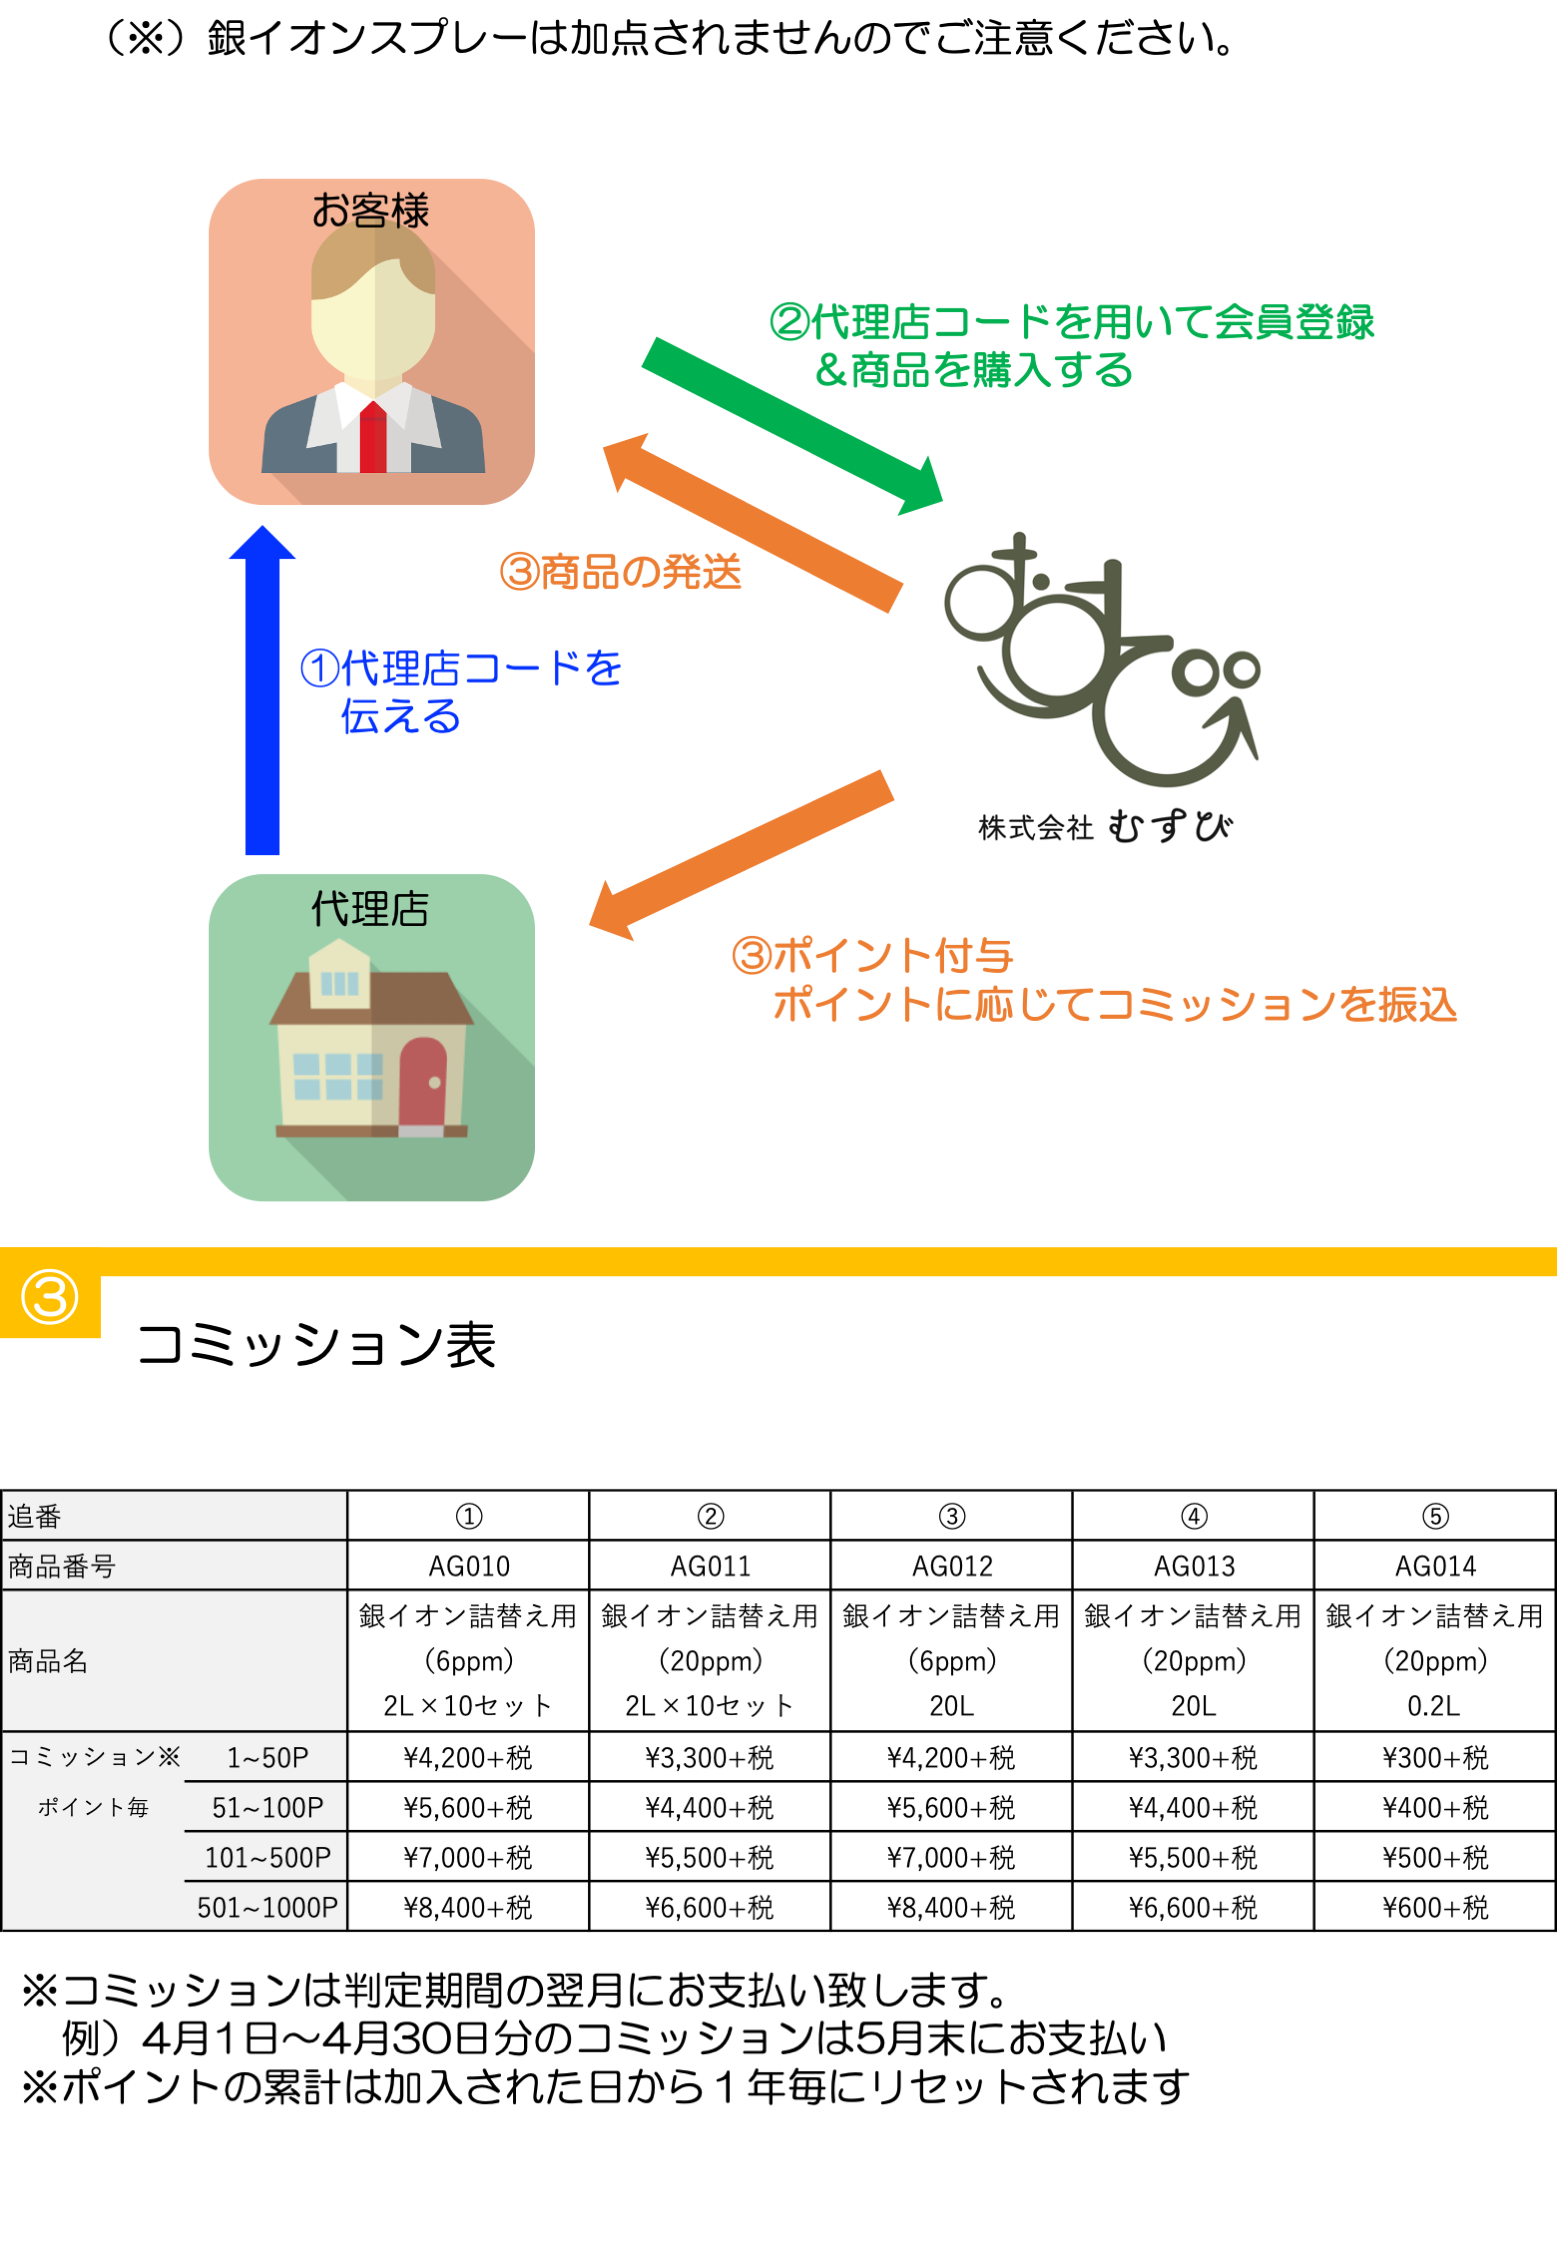 （※）銀イオンスプレーは加点されませんのでご注意ください。
お客様
②代理店コードを用いて会員登録
＆商品を購入する
③商品の発送
①代理店コードを
伝える
株式会社 むすび
代理店
③ポイント付与
ポイントに応じてコミッションを振込
③
コミッション表
追番 ① ② ③ ④ ⑤
商品番号 AG010 AG011 AG012 AG013 AG014
商品名 銀イオン詰替え用 銀イオン詰替え用 銀イオン詰替え用 銀イオン詰替え用 銀イオン詰替え用
（6ppm） （20ppm） （6ppm） （20ppm） （20ppm）
2L×10セット 2L×10セット 20L 20L 0.2L
コミッション※ 1~50P ¥4,200+税 ¥3,300+税 ¥4,200+税 ¥3,300+税 ¥300+税
ポイント毎 51~100P ¥5,600+税 ¥4,400+税 ¥5,600+税 ¥4,400+税 ¥400+税
101~500P ¥7,000+税 ¥5,500+税 ¥7,000+税 ¥5,500+税 ¥500+税
501~1000P ¥8,400+税 ¥6,600+税 ¥8,400+税 ¥6,600+税 ¥600+税
※コミッションは判定期間の翌月にお支払い致します。
例）4月1日～4月30日分のコミッションは5月末にお支払い
※ポイントの累計は加入された日から１年毎にリセットされます